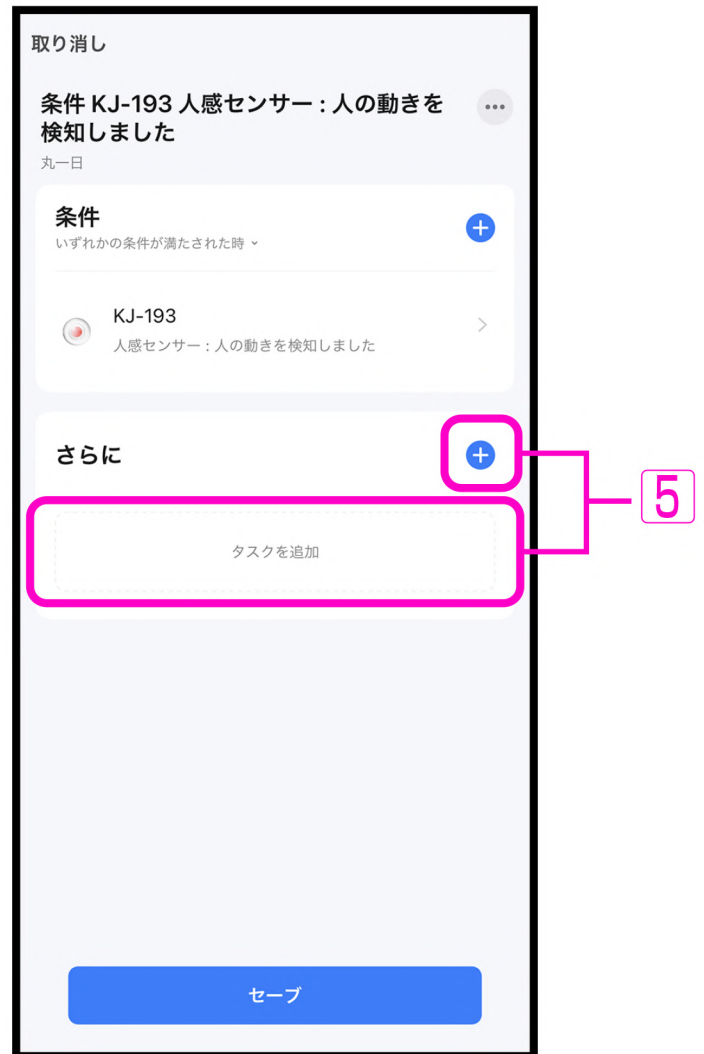 取り消し
条件 KJ-193 人感センサー : 人の動きを
検知しました
丸一日
条件
いずれかの条件が満たされた時
KJ-193
人感センサー : 人の動きを検知しました
さらに
5
タスクを追加
セーブ